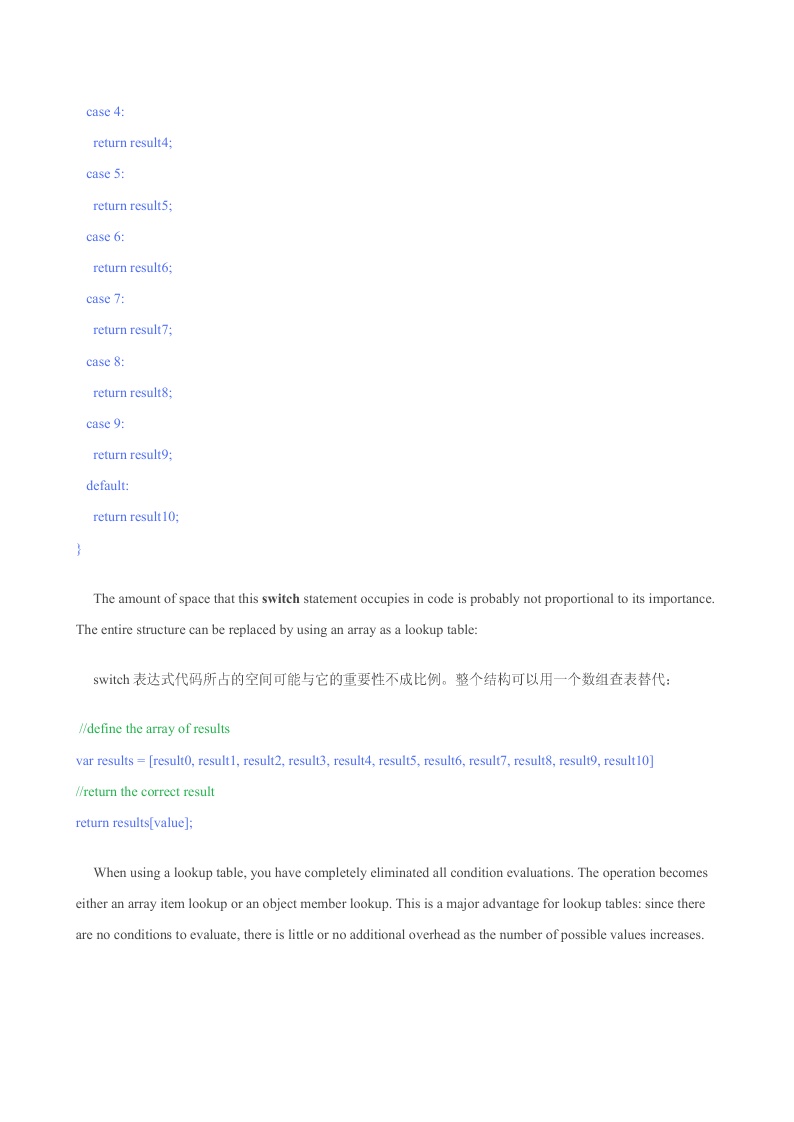 case 4:
return result4;
case 5:
return result5;
case 6:
return result6;
case 7:
return result7;
case 8:
return result8;
case 9:
return result9;
default:
return result10;
}
The amount of space that this switch statement occupies in code is probably not proportional to its importance.
The entire structure can be replaced by using an array as a lookup table:
switch 表达式代码所占的空间可能与它的重要性不成比例。整个结构可以用一个数组查表替代：
//define the array of results
var results = [result0, result1, result2, result3, result4, result5, result6, result7, result8, result9, result10]
//return the correct result
return results[value];
When using a lookup table, you have completely eliminated all condition evaluations. The operation becomes
either an array item lookup or an object member lookup. This is a major advantage for lookup tables: since there
are no conditions to evaluate, there is little or no additional overhead as the number of possible values increases.